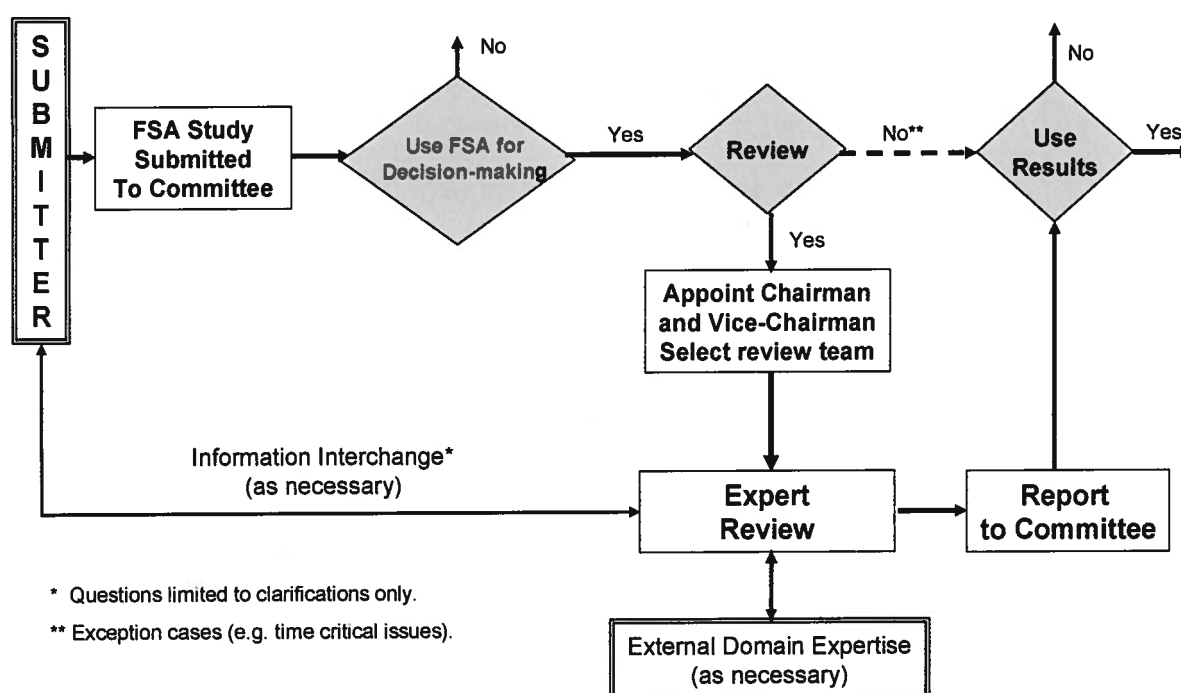 SUBMITTER
FSA Study
Submitted
To Committee
Use FSA for
Decision-making
No
Yes
Review
No**
Use
Results
No
Yes
Yes
Appoint Chairman
and Vice-Chairman
Select review team
Information Interchange*
(as necessary)
Expert
Review
Report
to Committee
* Questions limited to clarifications only.
** Exception cases (e.g. time critical issues).
External Domain Expertise
(as necessary)